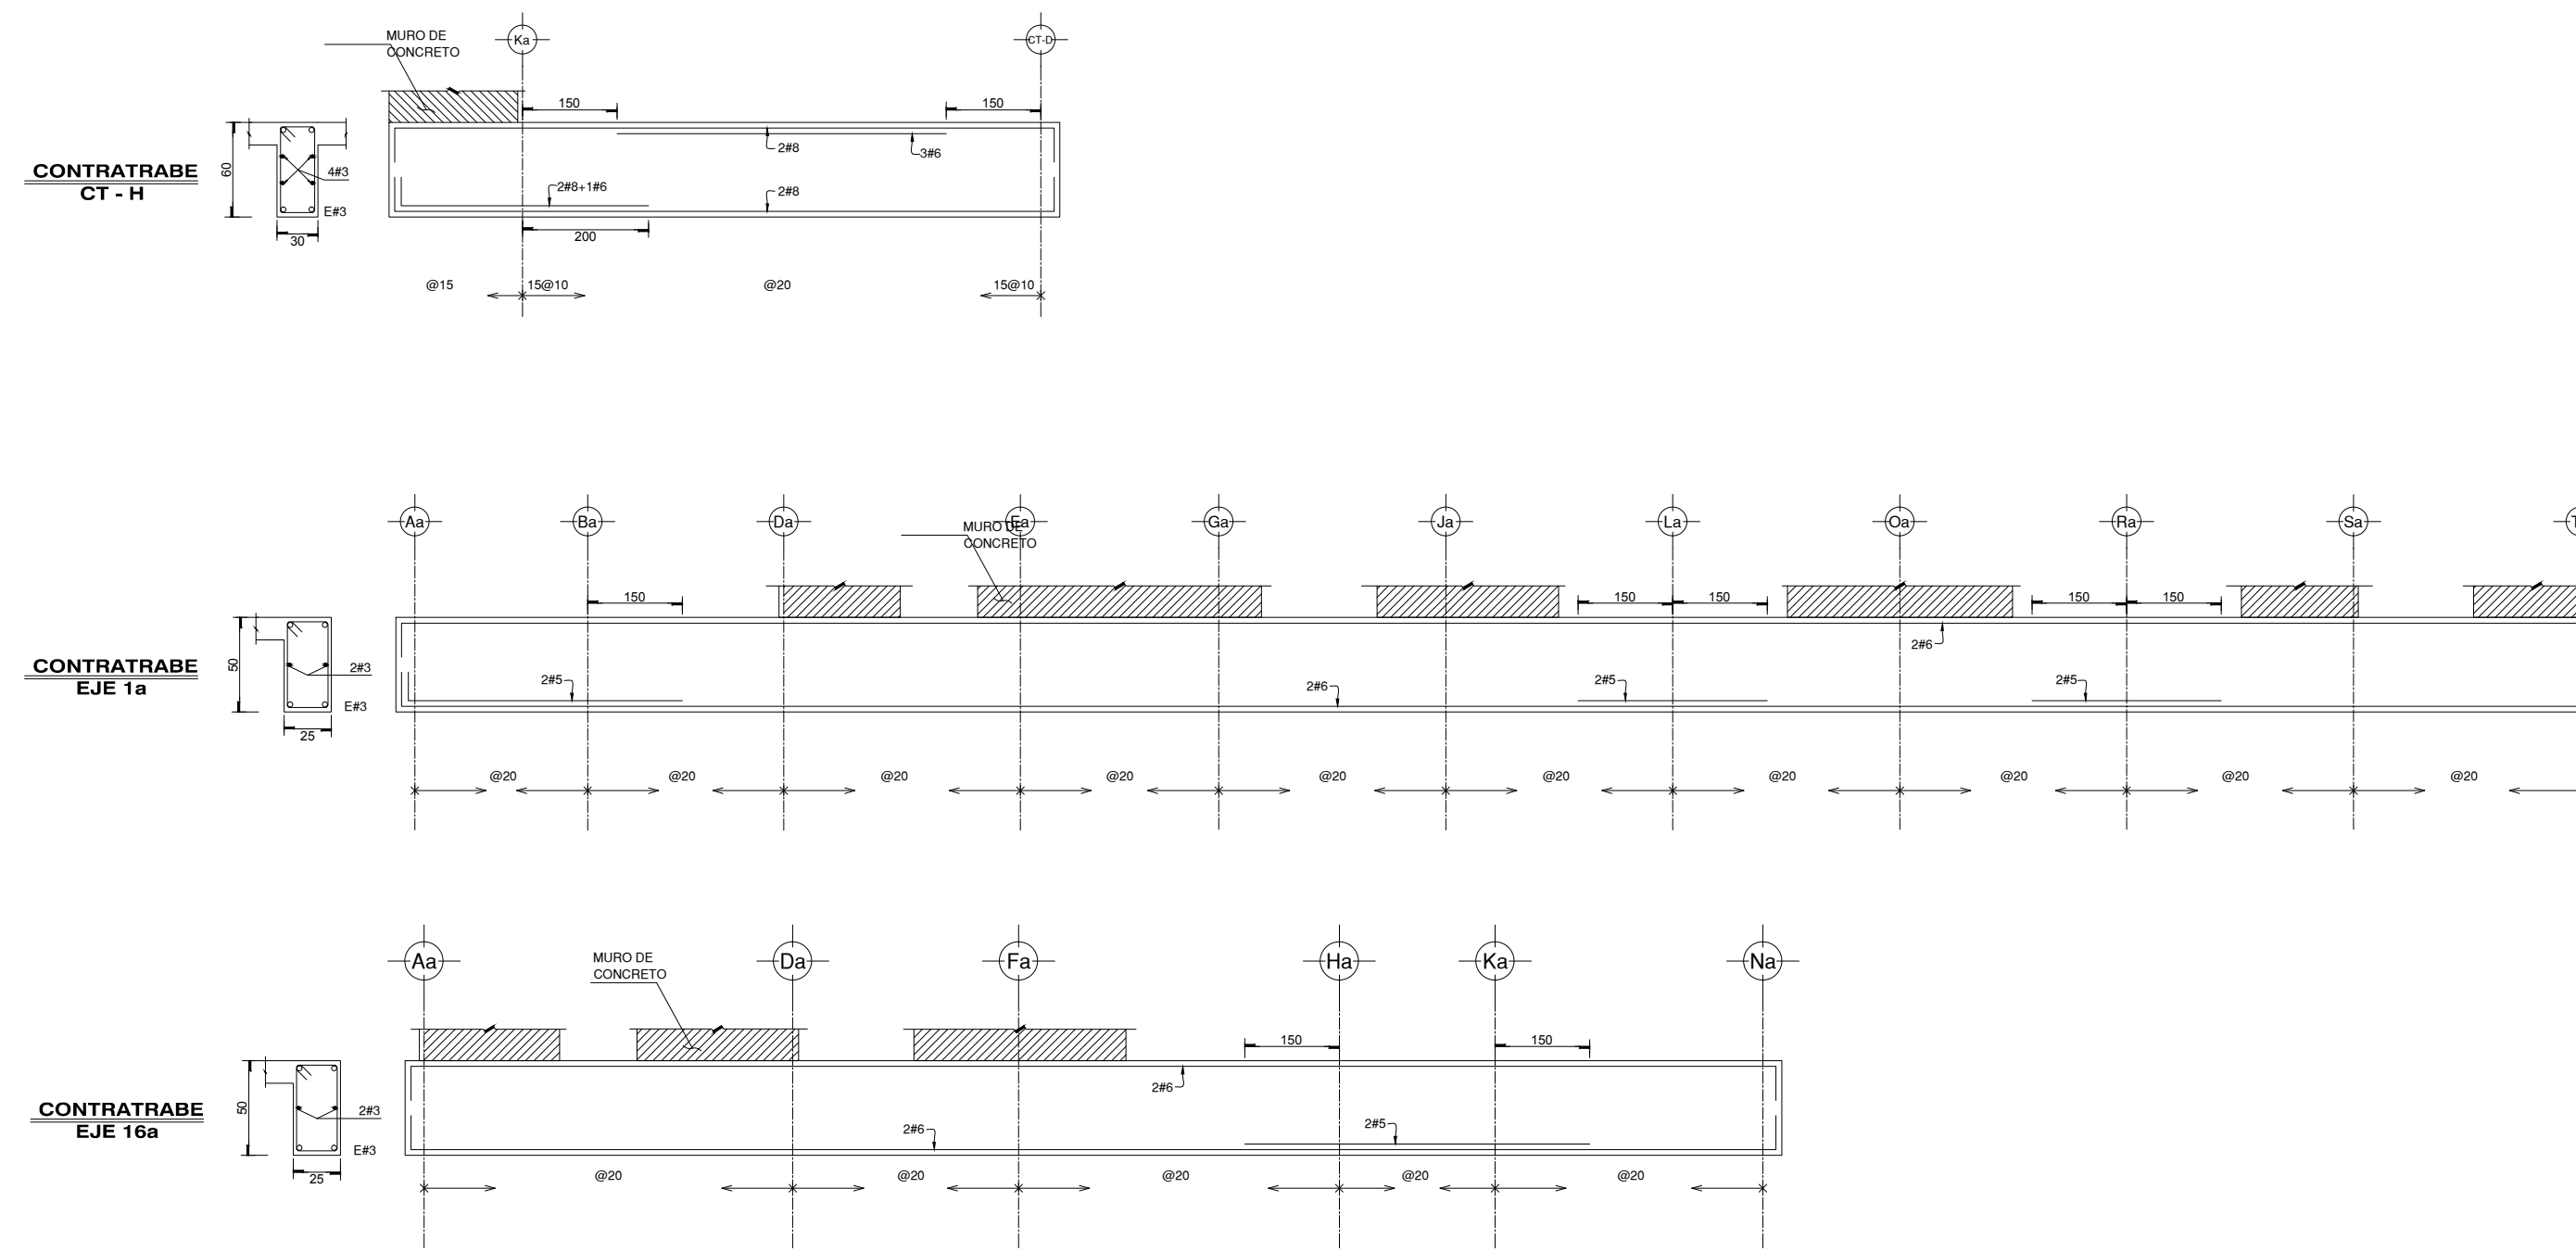 MURO DE
CONCRETO
Ka
CT-D
150
150
CONTRATRABE
CT - H
60
4#3
E#3
30
2#8
3#6
2#8+1#6
2#8
200
@15
15@10
@20
15@10
Aa
Ba
Da
Ea
Ga
Ja
La
Oa
Ra
Sa
MURO DE
CONCRETO
150
150
150
150
150
CONTRATRABE
EJE 1a
50
2#3
E#3
25
2#6
2#5
2#6
2#5
2#5
@20
@20
@20
@20
@20
@20
@20
@20
@20
@20
Aa
Da
Fa
Ha
Ka
Na
MURO DE
CONCRETO
150
150
CONTRATRABE
EJE 16a
50
2#3
E#3
25
2#6
2#6
2#5
@20
@20
@20
@20
@20